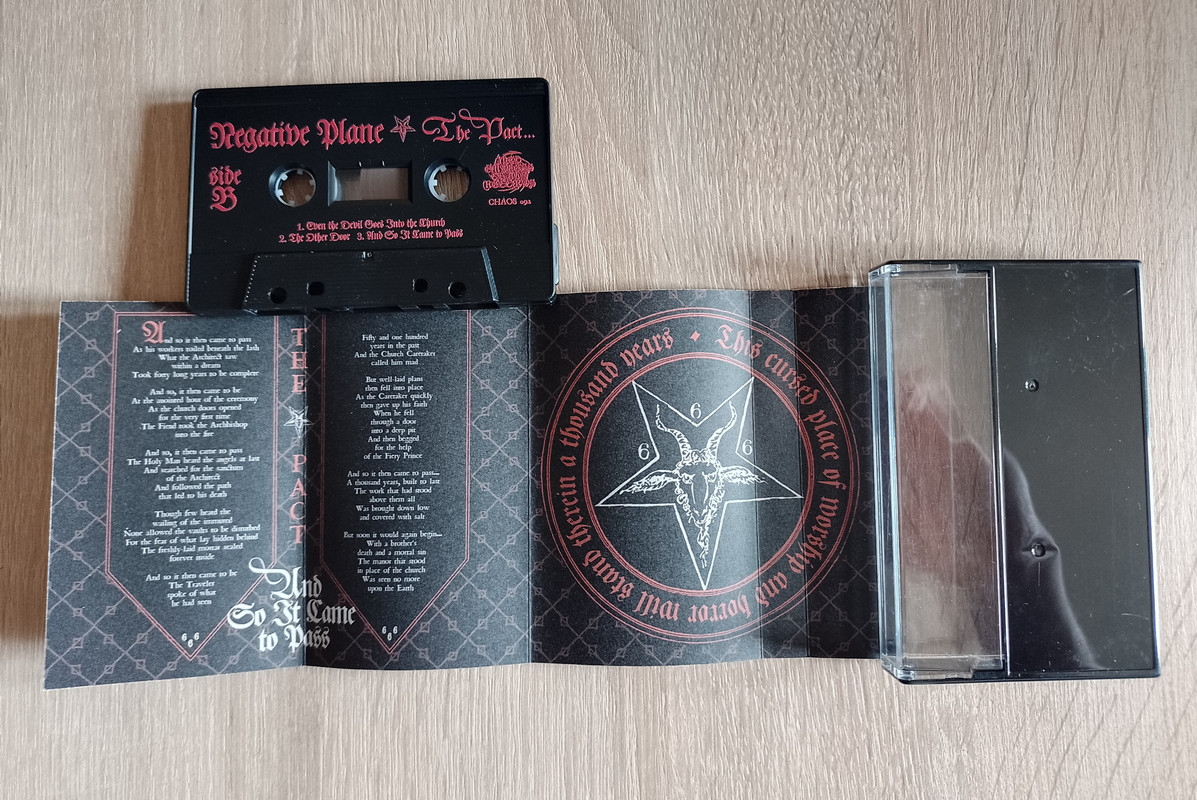 Negative Plane The Pact...
side
B
CHAOS 092
1. Even the Devil Goes Into the Church
2. The Other Door 3. And So It Came to Pass
And so it then came to pass
As his workers toiled beneath the lash
What the Architect saw
within a dream
Took forty long years to be complete
And so, it then came to be
At the anointed hour of the ceremony
As the church doors opened
for the very first time
The Fiend took the Archbishop
into the fire
And so, it then came to pass
The Holy Man heard the angels at last
And searched for the sanctum
of the Architect
And followed the path
that led to his death
Though few heard the
wailing of the immured
None allowed the vaults to be disturbed
For the fear of what lay hidden behind
The freshly-laid mortar sealed
forever inside
And so it then came to be
The Traveler
spoke of what
he had seen
6 6
6
THE PACT
And
So It Came
to Pass
Fifty and one hundred
years in the past
And the Church Caretaker
called him mad
But well-laid plans
then fell into place
As the Caretaker quickly
then gave up his faith
When he fell
through a door
into a deep pit
And then begged
for the help
of the Fiery Prince
And so it then came to pass...
A thousand years, built to last
The work that had stood
above them all
Was brought down low
and covered with salt
But soon it would again begin...
With a brother's
death and a mortal sin
The manor that stood
in place of the church
Was seen no more
upon the Earth
6 6
6
This cursed place of worship and horror will stand therein a thousand years
6
6 6